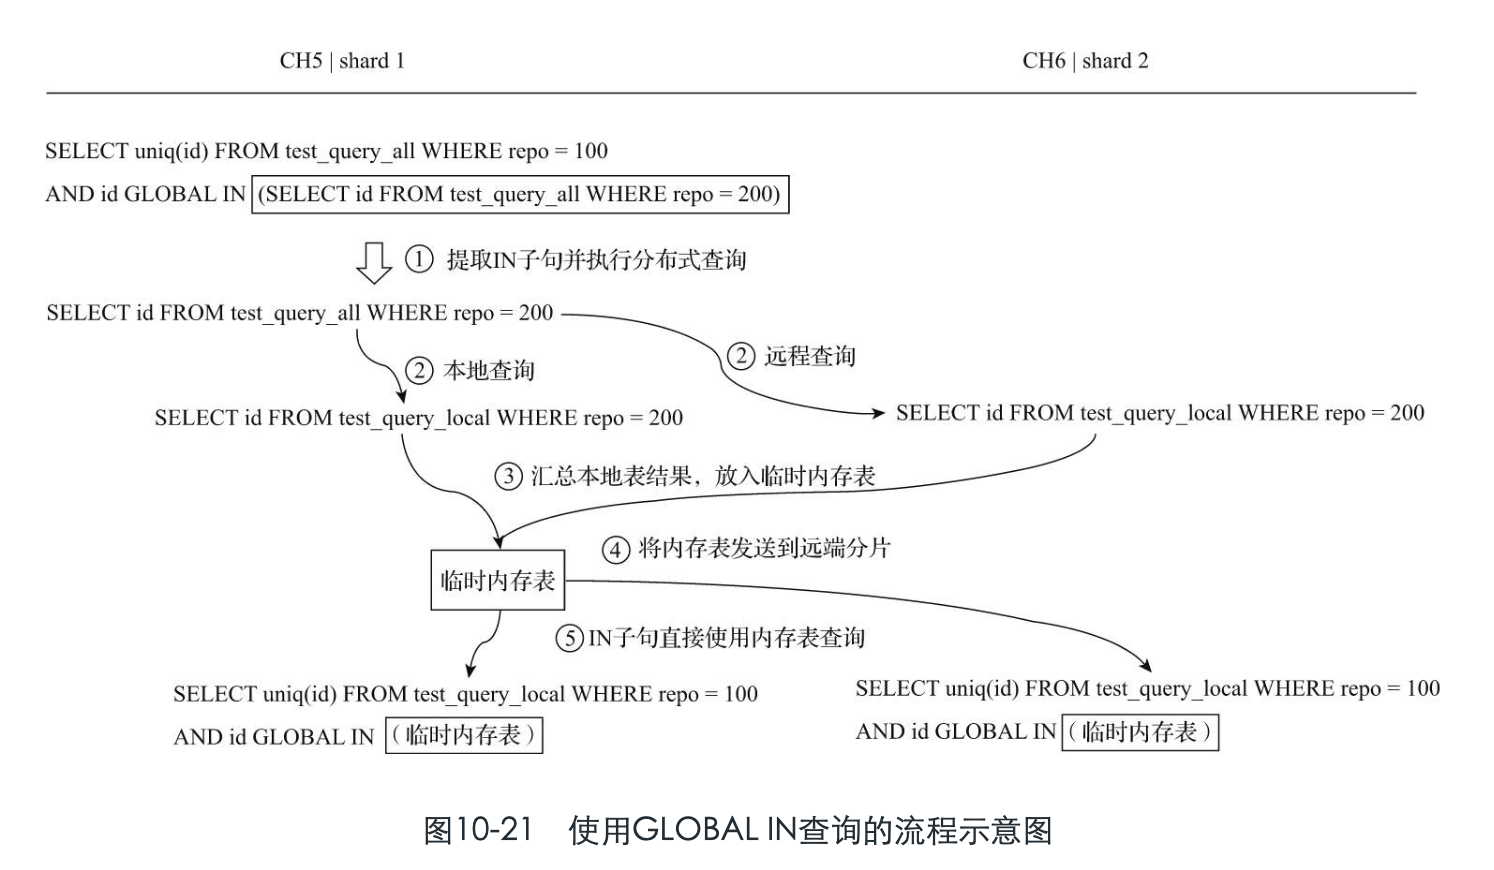 CH5 | shard 1
CH6 | shard 2
SELECT uniq(id) FROM test_query_all WHERE repo = 100
AND id GLOBAL IN (SELECT id FROM test_query_all WHERE repo = 200)
① 提取IN子句并执行分布式查询
SELECT id FROM test_query_all WHERE repo = 200
② 本地查询
② 远程查询
SELECT id FROM test_query_local WHERE repo = 200
SELECT id FROM test_query_local WHERE repo = 200
③ 汇总本地表结果，放入临时内存表
④ 将内存表发送到远端分片
临时内存表
⑤ IN子句直接使用内存表查询
SELECT uniq(id) FROM test_query_local WHERE repo = 100
AND id GLOBAL IN （临时内存表）
SELECT uniq(id) FROM test_query_local WHERE repo = 100
AND id GLOBAL IN （临时内存表）
图10-21 使用GLOBAL IN查询的流程示意图